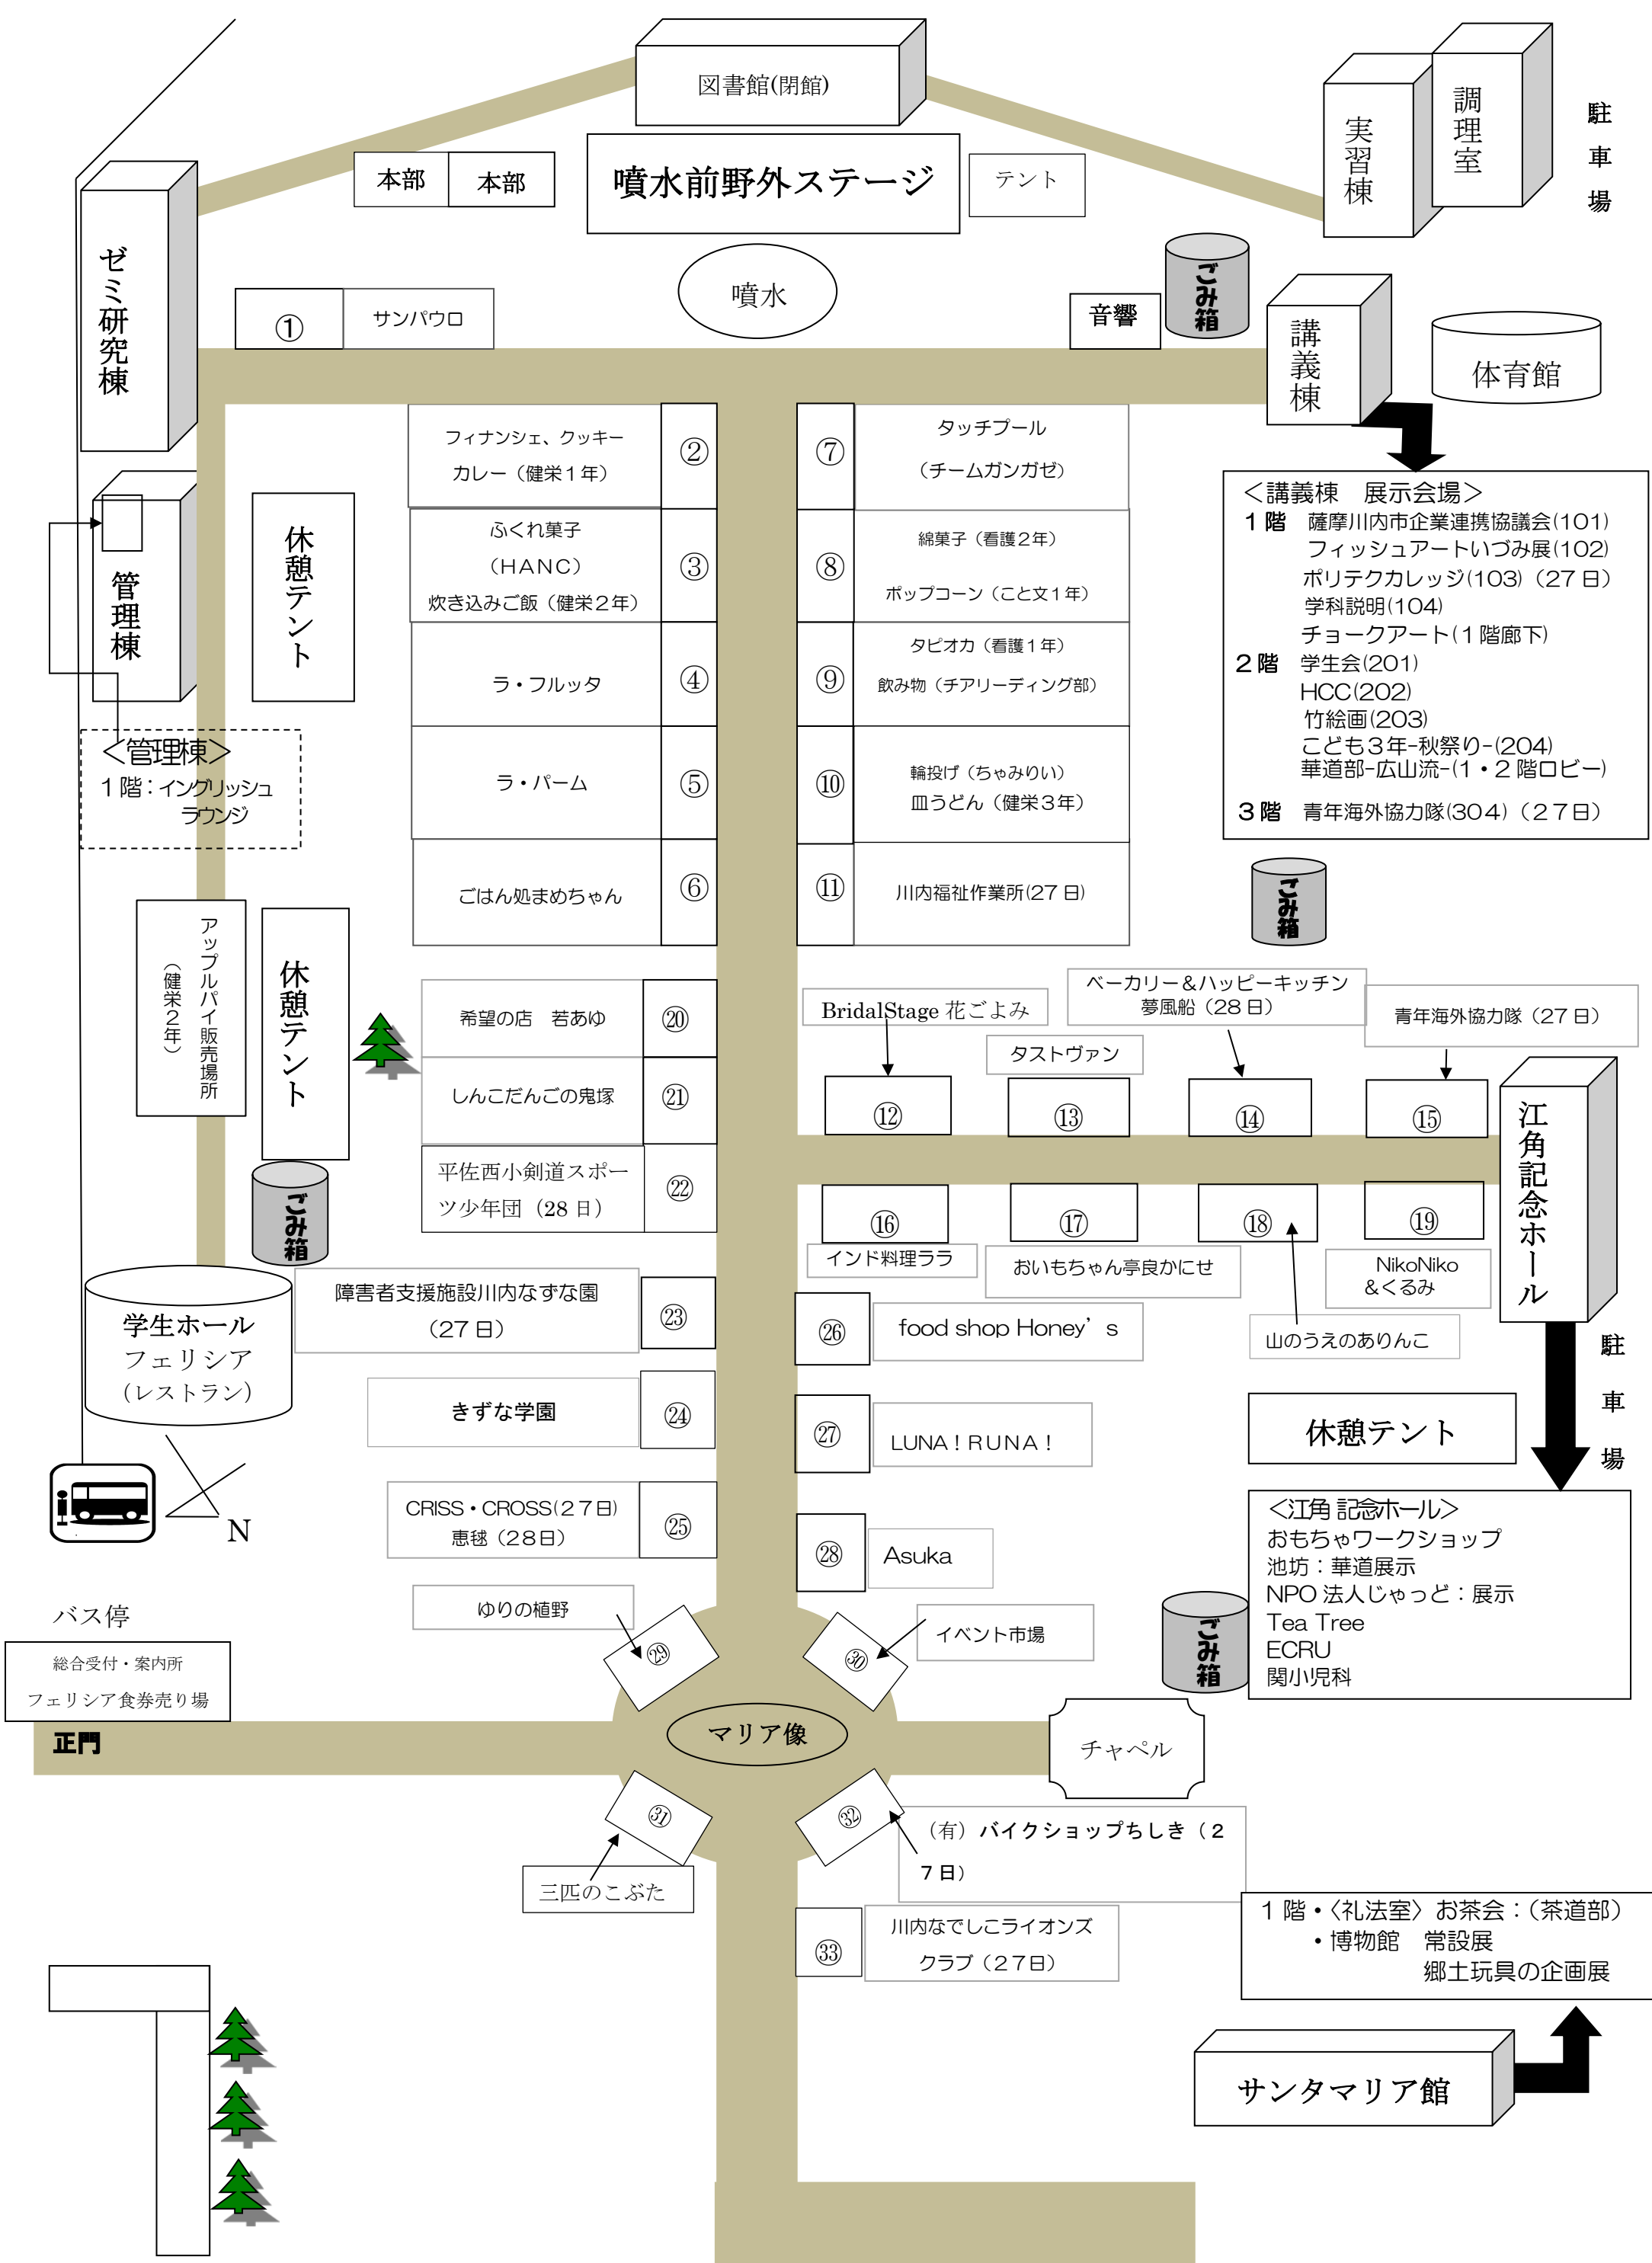 図書館(閉館)
実習棟
調理室
駐車場
本部
本部
噴水前野外ステージ
テント
ゼミ研究棟
噴水
ごみ箱
①
サンパウロ
音響
講義棟
体育館
フィナンシェ、クッキー
カレー（健栄１年）
②
⑦
タッチプール
（チームガンガゼ）
ふくれ菓子
（ＨＡＮＣ）
炊き込みご飯（健栄２年）
③
⑧
綿菓子（看護２年）
ポップコーン（こと文１年）
ラ・フルッタ
④
⑨
タピオカ（看護１年）
飲み物（チアリーディング部）
ラ・パーム
⑤
⑩
輪投げ（ちゃみりい）
皿うどん（健栄３年）
ごはん処まめちゃん
⑥
⑪
川内福祉作業所(27 日)
休憩テント
管理棟
＜管理棟＞
１階：イングリッシュ
ラウンジ
＜講義棟　展示会場＞
１階　薩摩川内市企業連携協議会(101)
フィッシュアートいづみ展(102)
ポリテクカレッジ(103)（27 日）
学科説明(104)
チョークアート(１階廊下)
２階　学生会(201)
HCC(202)
竹絵画(203)
こども３年-秋祭り-(204)
華道部-広山流-(１・２階ロビー)
３階　青年海外協力隊(304)（２７日）
ごみ箱
アップルパイ販売場所
（健栄２年）
休憩テント
希望の店　若あゆ
⑳
しんこだんごの鬼塚
㉑
平佐西小剣道スポー
ツ少年団（28 日）
㉒
BridalStage 花ごよみ
ベーカリー＆ハッピーキッチン
夢風船（28 日）
青年海外協力隊（27 日）
タストヴァン
⑫
⑬
⑭
⑮
江角記念ホール
⑯
⑰
⑱
⑲
インド料理ララ
おいもちゃん亭良かにせ
NikoNiko
＆くるみ
山のうえのありんこ
ごみ箱
学生ホール
フェリシア
（レストラン）
障害者支援施設川内なずな園
（27 日）
㉓
㉖
food shop Honey’s
駐車場
きずな学園
㉔
㉗
LUNA！ＲＵＮＡ！
休憩テント
N
CRISS・CROSS(２７日)
恵毬（28日）
㉕
㉘
Asuka
＜江角 記念ホール＞
おもちゃワークショップ
池坊：華道展示
NPO 法人じゃっど：展示
Tea Tree
ECRU
関小児科
ごみ箱
バス停
総合受付・案内所
フェリシア食券売り場
正門
ゆりの植野
㉙
㉚
イベント市場
マリア像
チャペル
㉛
㉜
三匹のこぶた
（有）バイクショップちしき（２
７日）
㉝
川内なでしこライオンズ
クラブ（２７日）
１階・〈礼法室〉お茶会：（茶道部）
・博物館　常設展
郷土玩具の企画展
サンタマリア館